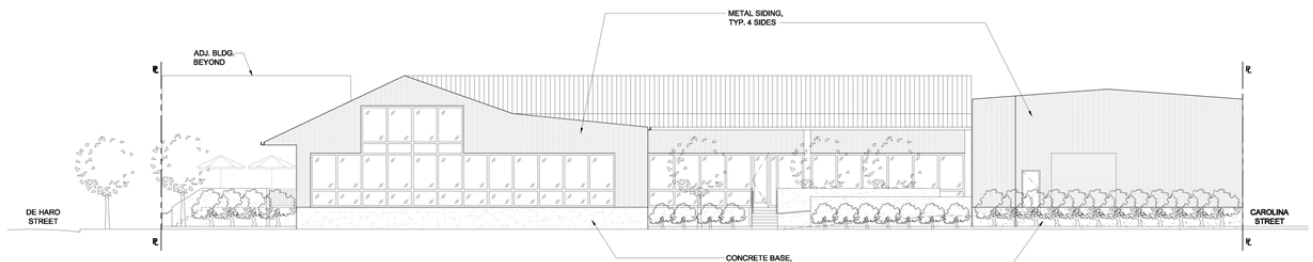 METAL SIDING,
TYP. 4 SIDES
ADJ. BLDG.
BEYOND
DE HARO
STREET
CAROLINA
STREET
CONCRETE BASE,